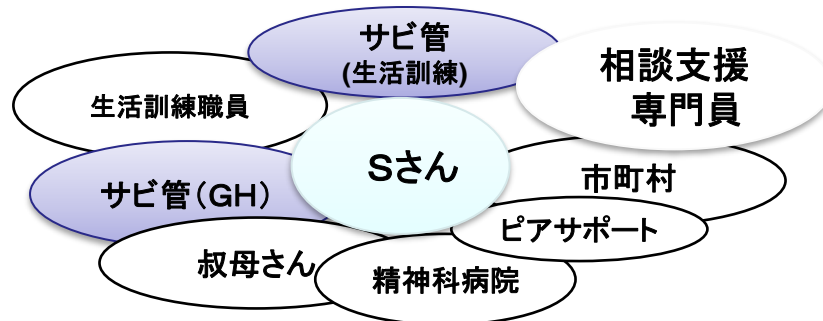 サビ管
(生活訓練)
相談支援
専門員
生活訓練職員
Sさん
市町村
サビ管(GH)
ピアサポート
叔母さん
精神科病院